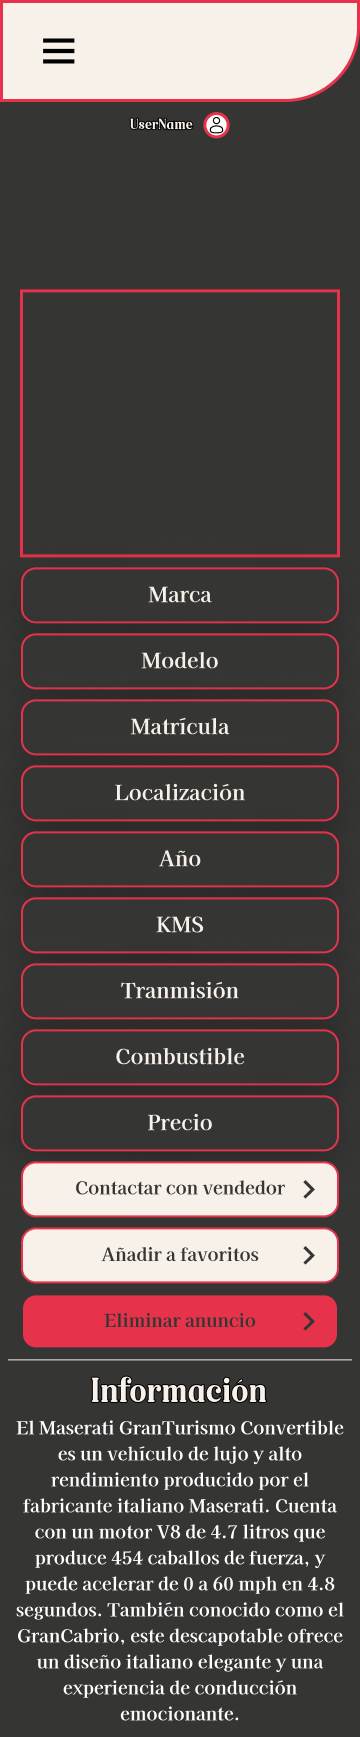 UserName
Marca
Modelo
Matrícula
Localización
Año
KMS
Tranmisión
Combustible
Precio
Contactar con vendedor
Añadir a favoritos
Eliminar anuncio
Información
El Maserati GranTurismo Convertible
es un vehículo de lujo y alto
rendimiento producido por el
fabricante italiano Maserati. Cuenta
con un motor V8 de 4.7 litros que
produce 454 caballos de fuerza, y
puede acelerar de 0 a 60 mph en 4.8
segundos. También conocido como el
GranCabrio, este descapotable ofrece
un diseño italiano elegante y una
experiencia de conducción
emocionante.